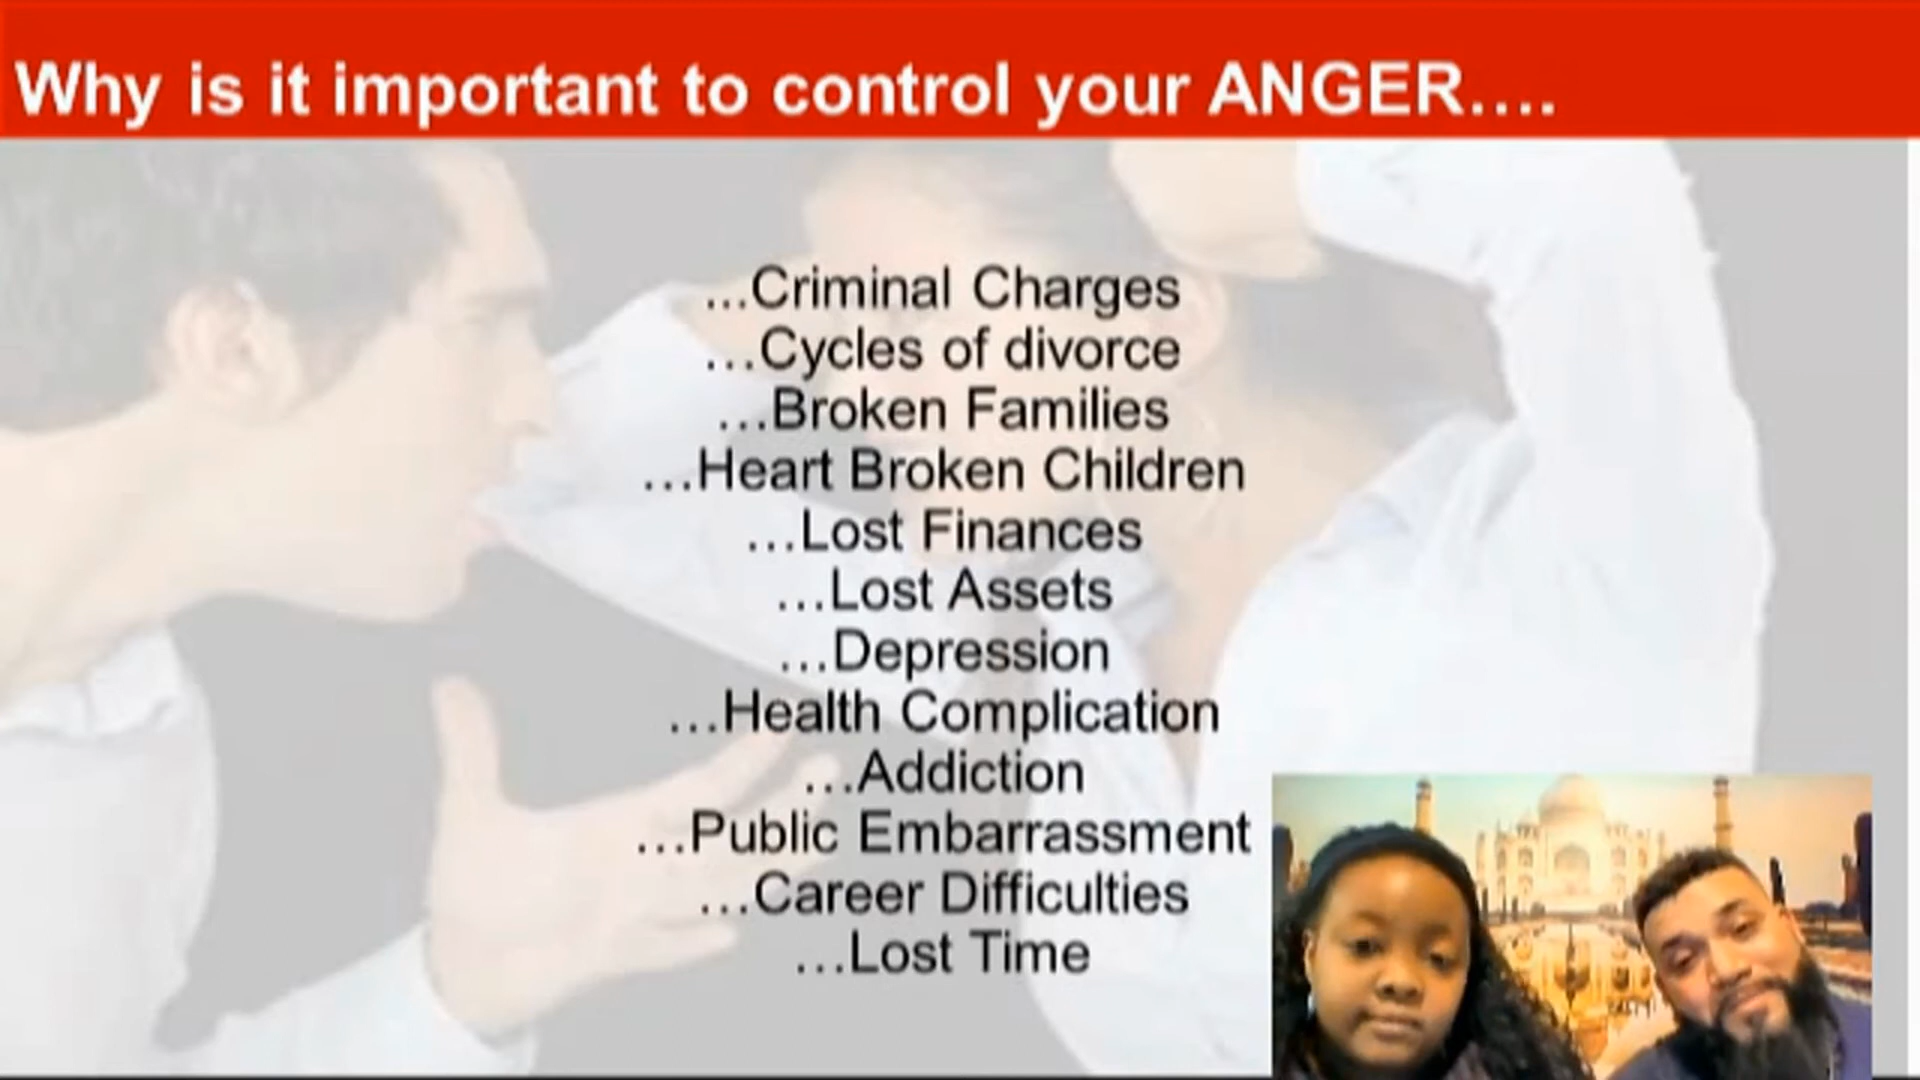 Why is it important to control your ANGER….
…Criminal Charges
…Cycles of divorce
…Broken Families
…Heart Broken Children
…Lost Finances
…Lost Assets
…Depression
…Health Complication
…Addiction
…Public Embarrassment
…Career Difficulties
…Lost Time